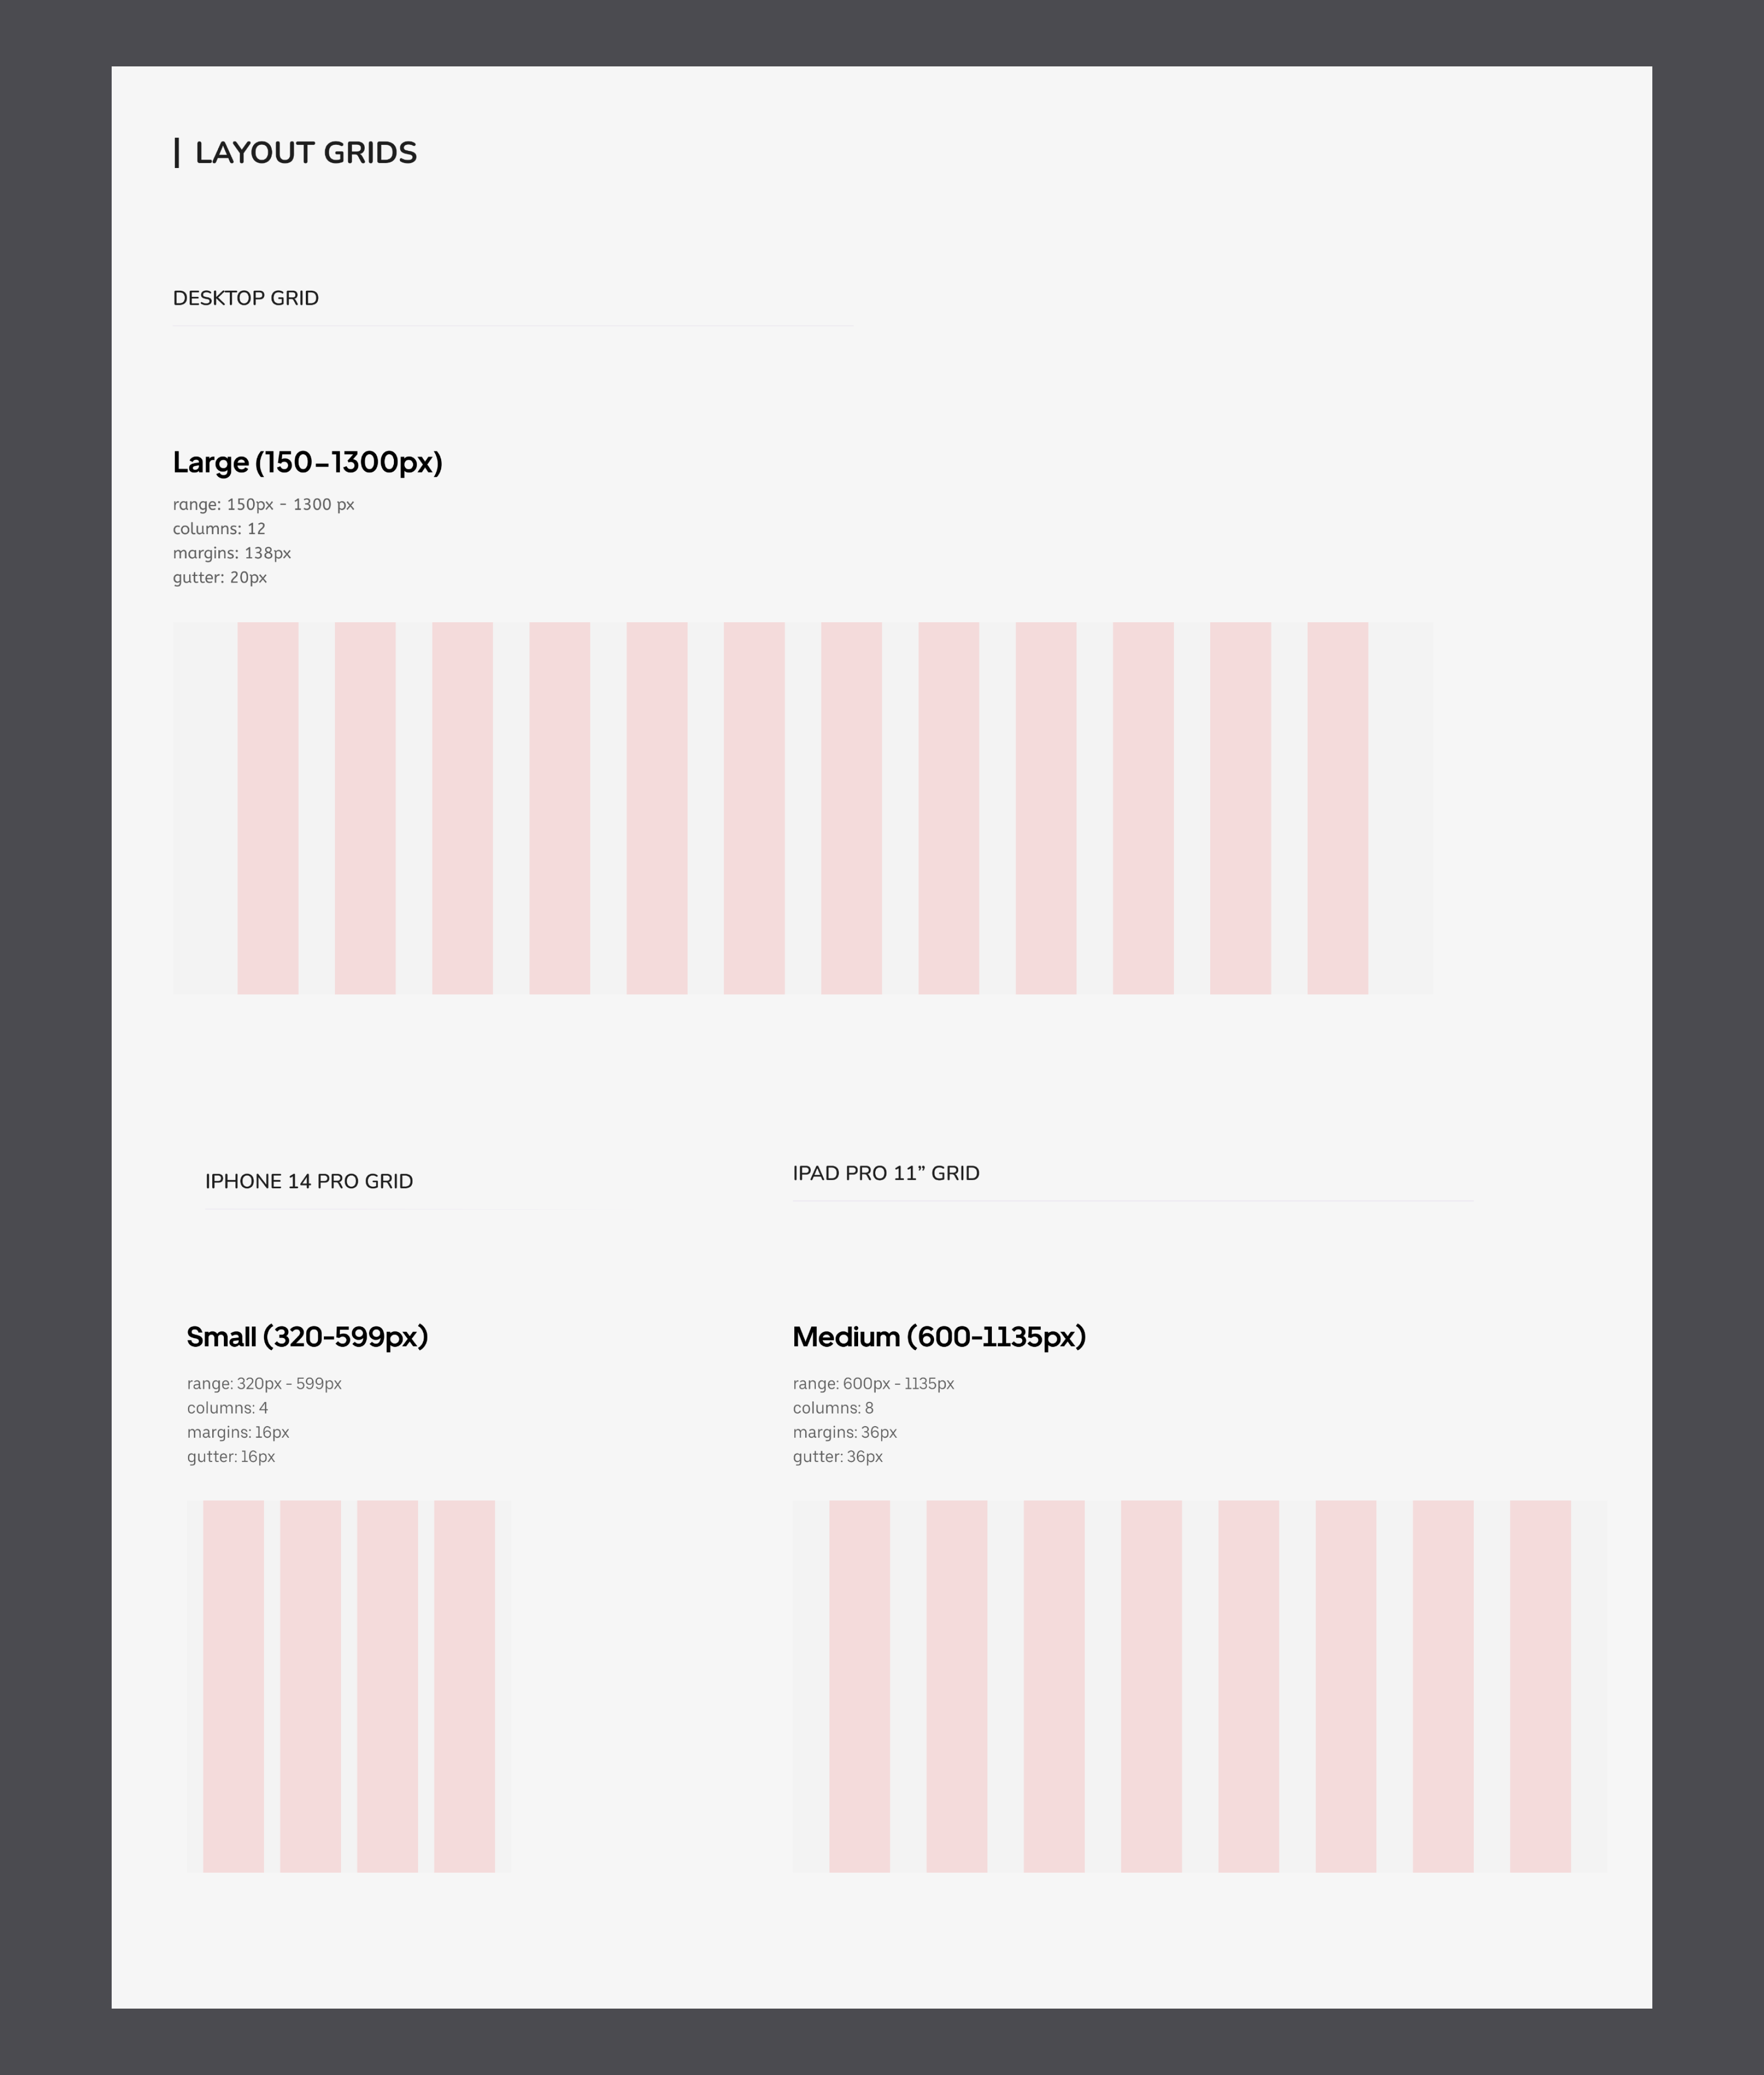 | LAYOUT GRIDS
DESKTOP GRID
Large (150-1300px)
range: 150px - 1300 px
columns: 12
margins: 138px
gutter: 20px
IPHONE 14 PRO GRID
Small (320-599px)
range: 320px - 599px
columns: 4
margins: 16px
gutter: 16px
IPAD PRO 11” GRID
Medium (600-1135px)
range: 600px - 1135px
columns: 8
margins: 36px
gutter: 36px